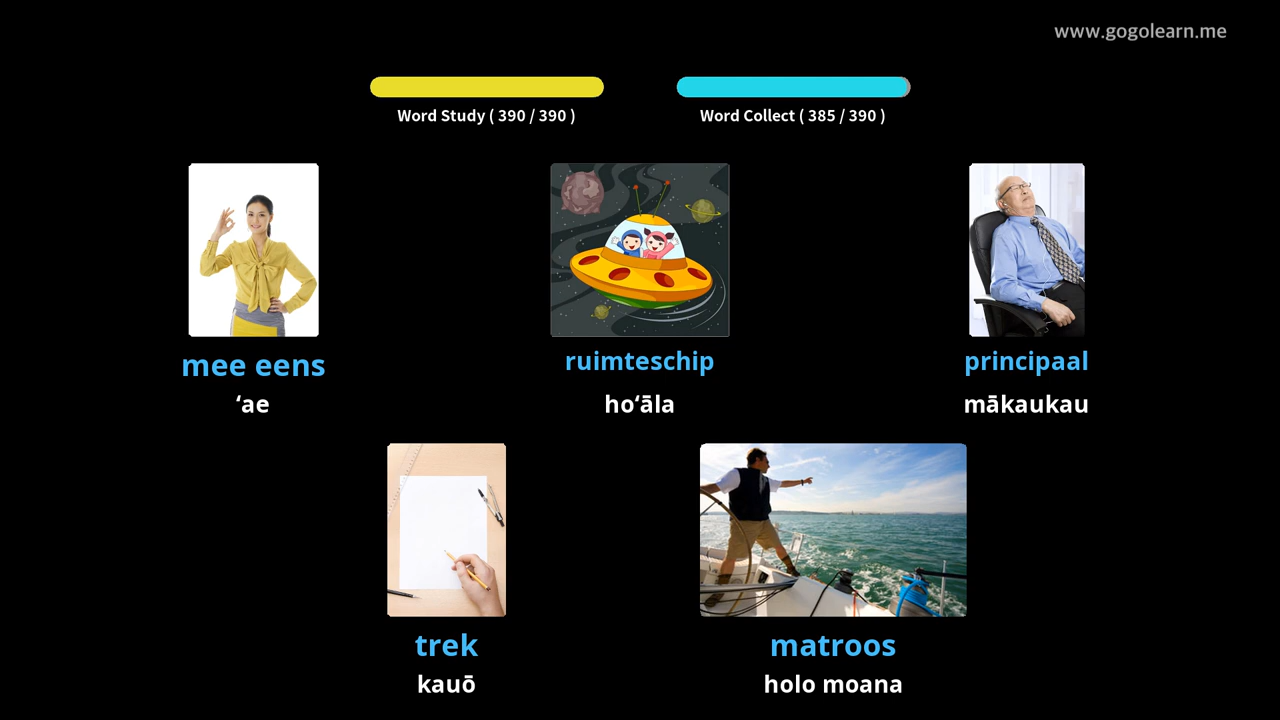 www.gogolearn.me
Word Study ( 390 / 390 )
Word Collect ( 385 / 390 )
mee eens
ʻae
ruimteschip
hoʻāla
principaal
mākaukau
trek
kauō
matroos
holo moana